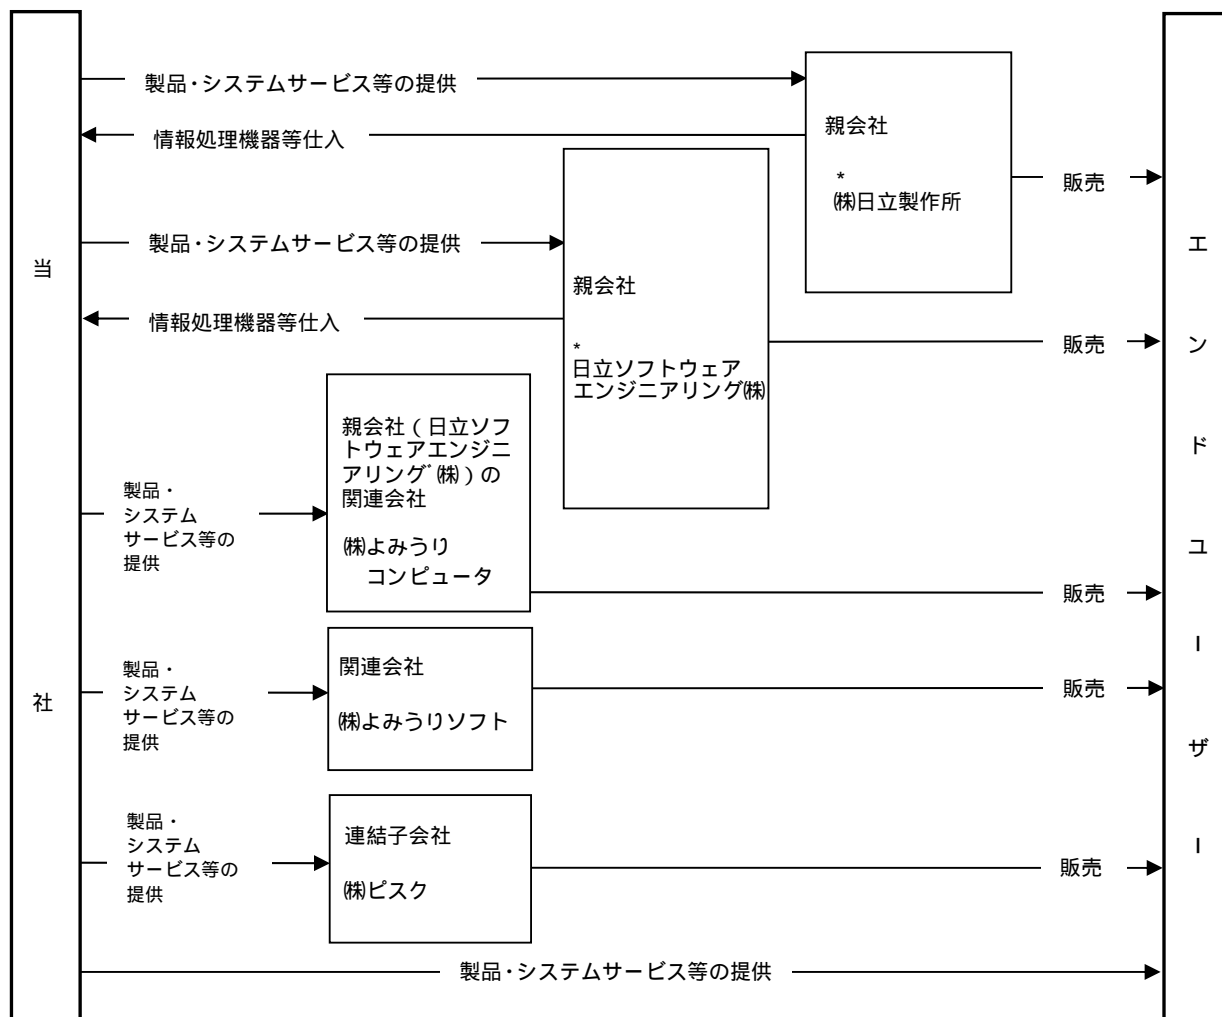 製品・システムサービス等の提供
情報処理機器等仕入
親会社
*
㈱日立製作所
販売
製品・システムサービス等の提供
情報処理機器等仕入
親会社
*
日立ソフトウェア
エンジニアリング㈱
販売
当社
親会社(日立ソフ
トウェアエンジニ
アリング㈱)の
関連会社
㈱よみうり
コンピュータ
製品・
システム
サービス等の
提供
販売
製品・
システム
サービス等の
提供
関連会社
㈱よみうりソフト
販売
製品・
システム
サービス等の
提供
連結子会社
㈱ピスク
販売
製品・システムサービス等の提供
エンドユーザー